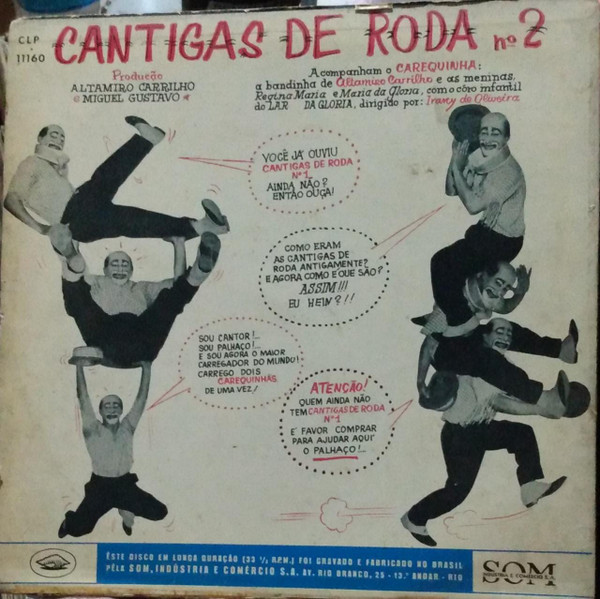 CLP
11160
CANTIGAS DE RODA nº 2
Produção
ALTAMIRO CARRILHO
e MIGUEL GUSTAVO
Acompanham o CAREQUINHA:
a bandinha de Altamiro Carrilho e as meninas,
Regina Maria e Maria da Gloria, com o côro infantil
do LAR DA GLORIA, dirigido por: Irany de Oliveira
VOCÊ JÁ OUVIU
CANTIGAS DE RODA
Nº 1
AINDA NÃO?
ENTÃO OUÇA!
COMO ERAM
AS CANTIGAS DE
RODA ANTIGAMENTE?
E AGORA COMO É QUE SÃO?
ASSIM!!!
EU HEIN?!!
SOU CANTOR!...
SOU PALHAÇO!...
E SOU AGORA O MAIOR
CARREGADOR DO MUNDO!
CARREGO DOIS
CAREQUINHAS
DE UMA VEZ!
ATENÇÃO!
QUEM AINDA NÃO
TEM CANTIGAS DE RODA
Nº 1
É FAVOR COMPRAR
PARA AJUDAR AQUI
O PALHAÇO!...
ÊSTE DISCO EM LONGA DURAÇÃO (33 1/3 R.P.M.) FOI GRAVADO E FABRICADO NO BRASIL
PELA SOM, INDÚSTRIA E COMÉRCIO S.A. AV. RIO BRANCO, 25 - 13.º ANDAR. - RIO
SOM
INDÚSTRIA E COMÉRCIO S.A.